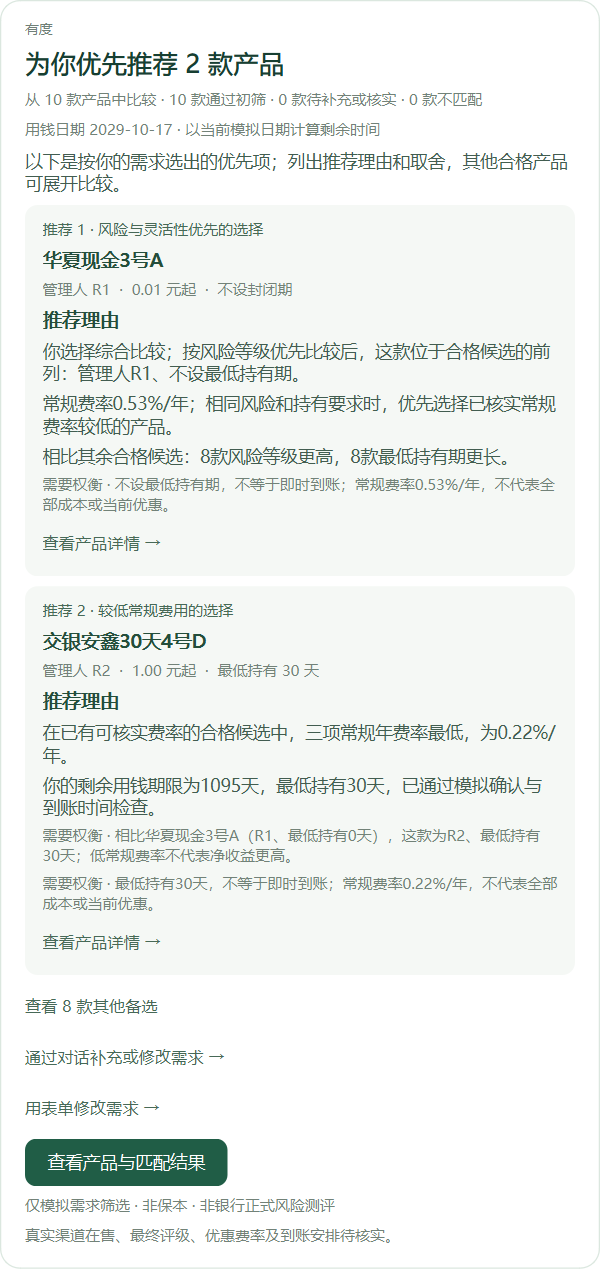 有度
为你优先推荐 2 款产品
从 10 款产品中比较 · 10 款通过初筛 · 0 款待补充或核实 · 0 款不匹配
用钱日期 2029-10-17 · 以当前模拟日期计算剩余时间
以下是按你的需求选出的优先项；列出推荐理由和取舍，其他合格产品
可展开比较。
推荐 1 · 风险与灵活性优先的选择
华夏现金3号A
管理人 R1 · 0.01 元起 · 不设封闭期
推荐理由
你选择综合比较；按风险等级优先比较后，这款位于合格候选的前
列：管理人R1、不设最低持有期。
常规费率0.53%/年；相同风险和持有要求时，优先选择已核实常规
费率较低的产品。
相比其余合格候选：8款风险等级更高，8款最低持有期更长。
需要权衡 · 不设最低持有期，不等于即时到账；常规费率0.53%/年，不代表全
部成本或当前优惠。
查看产品详情 →
推荐 2 · 较低常规费用的选择
交银安鑫30天4号D
管理人 R2 · 1.00 元起 · 最低持有 30 天
推荐理由
在已有可核实费率的合格候选中，三项常规年费率最低，为0.22%/
年。
你的剩余用钱期限为1095天，最低持有30天，已通过模拟确认与
到账时间检查。
需要权衡 · 相比华夏现金3号A（R1、最低持有0天），这款为R2、最低持有
30天；低常规费率不代表净收益更高。
需要权衡 · 最低持有30天，不等于即时到账；常规费率0.22%/年，不代表全部
成本或当前优惠。
查看产品详情 →
查看 8 款其他备选
通过对话补充或修改需求 →
用表单修改需求 →
查看产品与匹配结果
仅模拟需求筛选 · 非保本 · 非银行正式风险测评
真实渠道在售、最终评级、优惠费率及到账安排待核实。